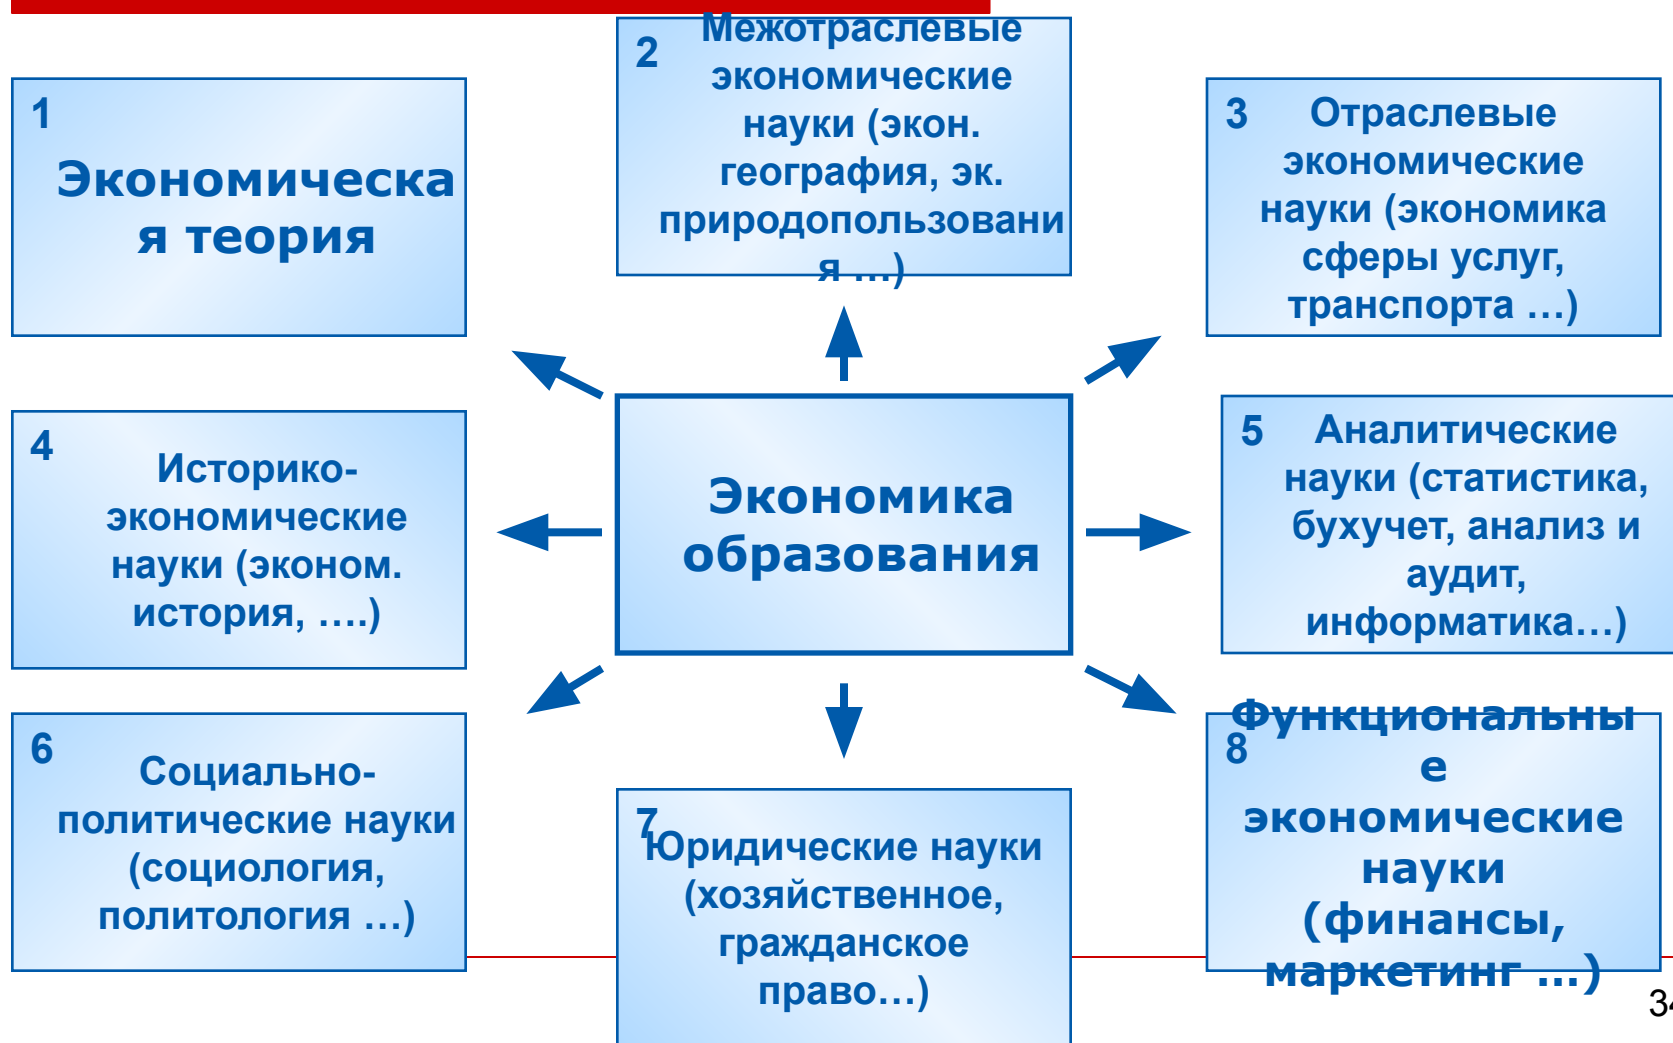 1
Экономическа
я теория
2
Межотраслевые
экономические
науки (экон.
география, эк.
природопользовани
я …)
3
Отраслевые
экономические
науки (экономика
сферы услуг,
транспорта …)
4
Историко-
экономические
науки (эконом.
история, ….)
Экономика
образования
5
Аналитические
науки (статистика,
бухучет, анализ и
аудит,
информатика…)
6
Социально-
политические науки
(социология,
политология …)
7
Юридические науки
(хозяйственное,
гражданское
право…)
8
Функциональны
е
экономические
науки
(финансы,
маркетинг …)
34